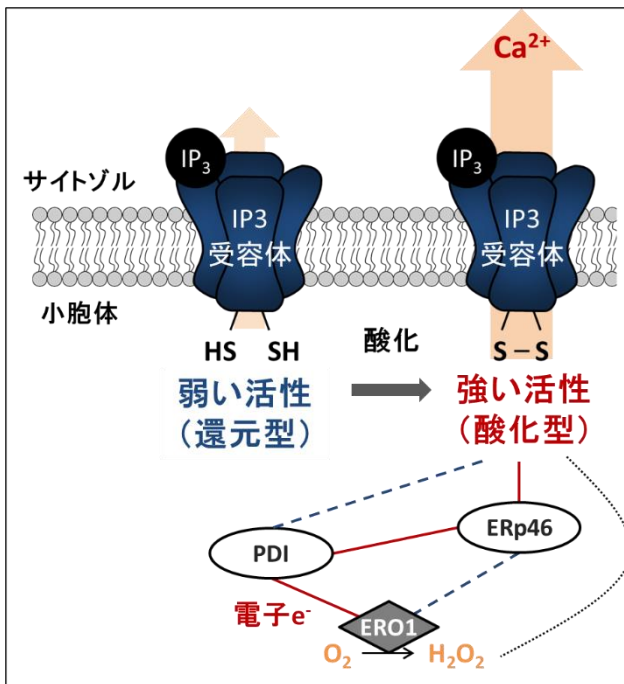 Ca²⁺
IP₃
IP₃
サイトゾル
IP3
受容体
IP3
受容体
小胞体
HS SH
酸化
S – S
弱い活性
（還元型）
強い活性
（酸化型）
ERp46
PDI
電子e⁻
ERO1
O₂ → H₂O₂